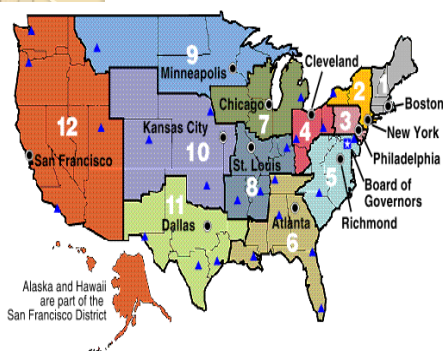 Cleveland
9
1
Minneapolis
2
Chicago
Boston
3
12
Kansas City
7
4
New York
10
Philadelphia
San Francisco
St. Louis
Board of
Governors
5
8
11
Richmond
Dallas
Atlanta
6
Alaska and Hawaii
are part of the
San Francisco District